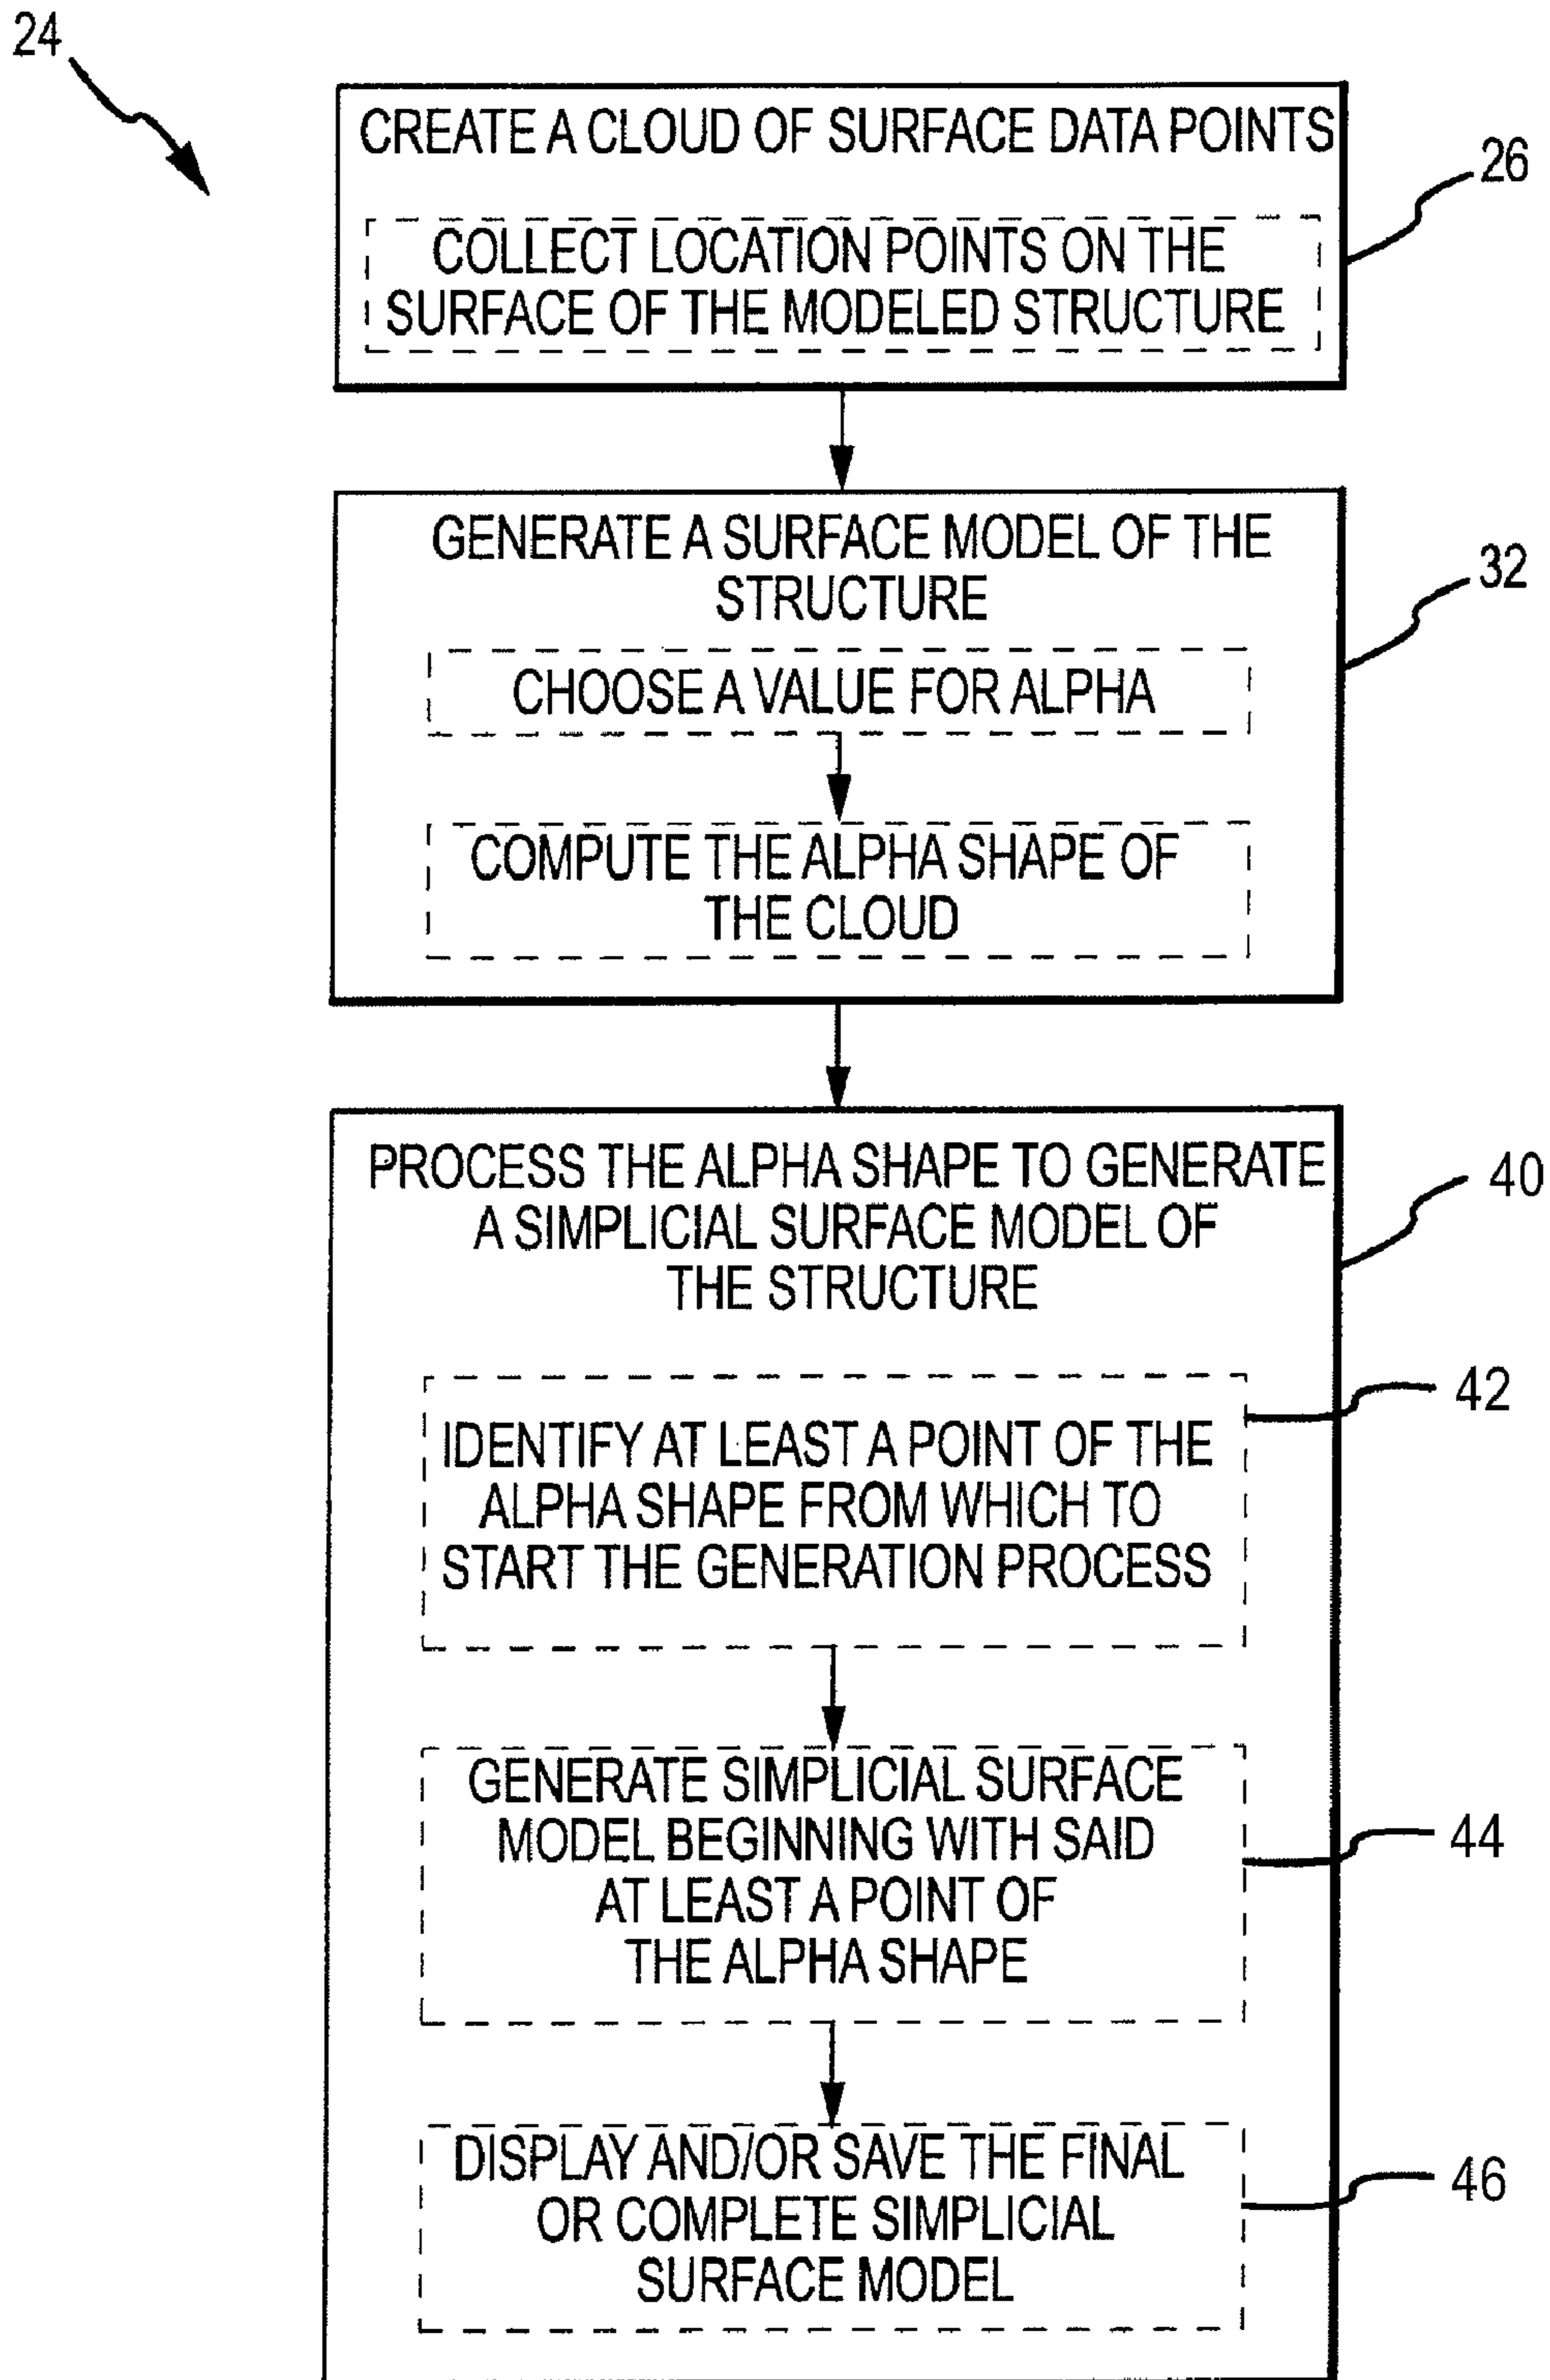 24
CREATE A CLOUD OF SURFACE DATA POINTS
26
COLLECT LOCATION POINTS ON THE
SURFACE OF THE MODELED STRUCTURE
GENERATE A SURFACE MODEL OF THE
STRUCTURE
32
CHOOSE A VALUE FOR ALPHA
COMPUTE THE ALPHA SHAPE OF
THE CLOUD
PROCESS THE ALPHA SHAPE TO GENERATE
A SIMPLICIAL SURFACE MODEL OF
THE STRUCTURE
40
42
IDENTIFY AT LEAST A POINT OF THE
ALPHA SHAPE FROM WHICH TO
START THE GENERATION PROCESS
GENERATE SIMPLICIAL SURFACE
MODEL BEGINNING WITH SAID
AT LEAST A POINT OF
THE ALPHA SHAPE
44
DISPLAY AND/OR SAVE THE FINAL
OR COMPLETE SIMPLICIAL
SURFACE MODEL
46